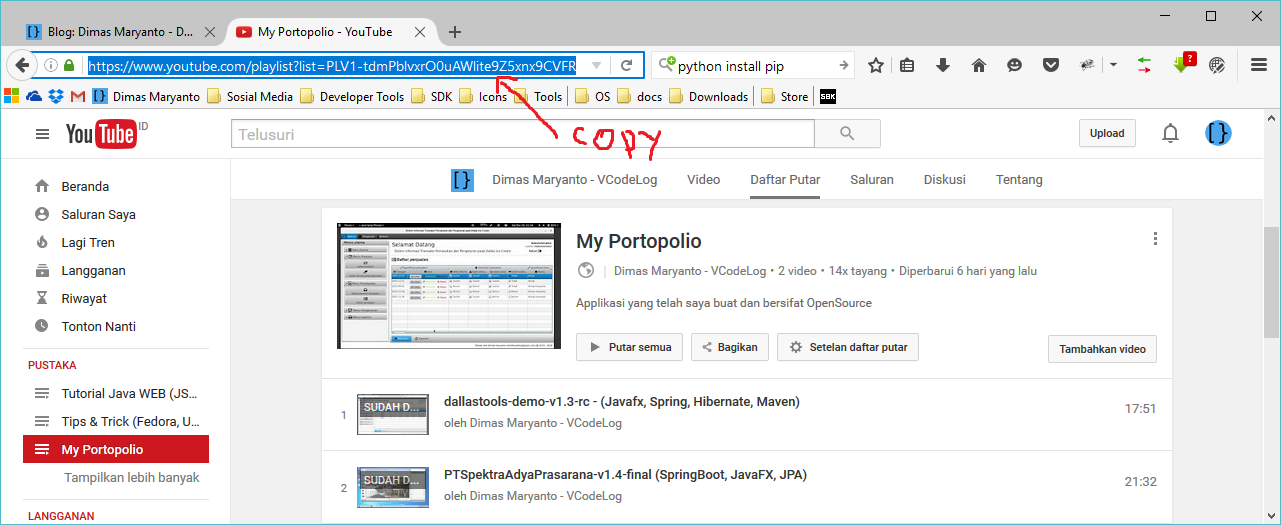 Blog: Dimas Maryanto - D...
My Portopolio - YouTube
https://www.youtube.com/playlist?list=PLV1-tdmPblvxrO0uAWlite9Z5xnx9CVFR
python install pip
Dimas Maryanto
Sosial Media
Developer Tools
SDK
Icons
Tools
OS
docs
Downloads
Store
SBK
copy
YouTube ID
Telusuri
Upload
Dimas Maryanto - VCodeLog
Video
Daftar Putar
Saluran
Diskusi
Tentang
Beranda
Saluran Saya
Lagi Tren
Langganan
Riwayat
Tonton Nanti
PUSTAKA
Tutorial Java WEB (JS...
Tips & Trick (Fedora, U...
My Portopolio
Tampilkan lebih banyak
LANGGANAN
Selamat Datang
My Portopolio
Dimas Maryanto - VCodeLog • 2 video • 14x tayang • Diperbarui 6 hari yang lalu
Applikasi yang telah saya buat dan bersifat OpenSource
Putar semua
Bagikan
Setelan daftar putar
Tambahkan video
1
SUDAH D...
dallastools-demo-v1.3-rc - (Javafx, Spring, Hibernate, Maven)
17:51
oleh Dimas Maryanto - VCodeLog
2
SUDAH D...
PTSpektraAdyaPrasarana-v1.4-final (SpringBoot, JavaFX, JPA)
21:32
oleh Dimas Maryanto - VCodeLog